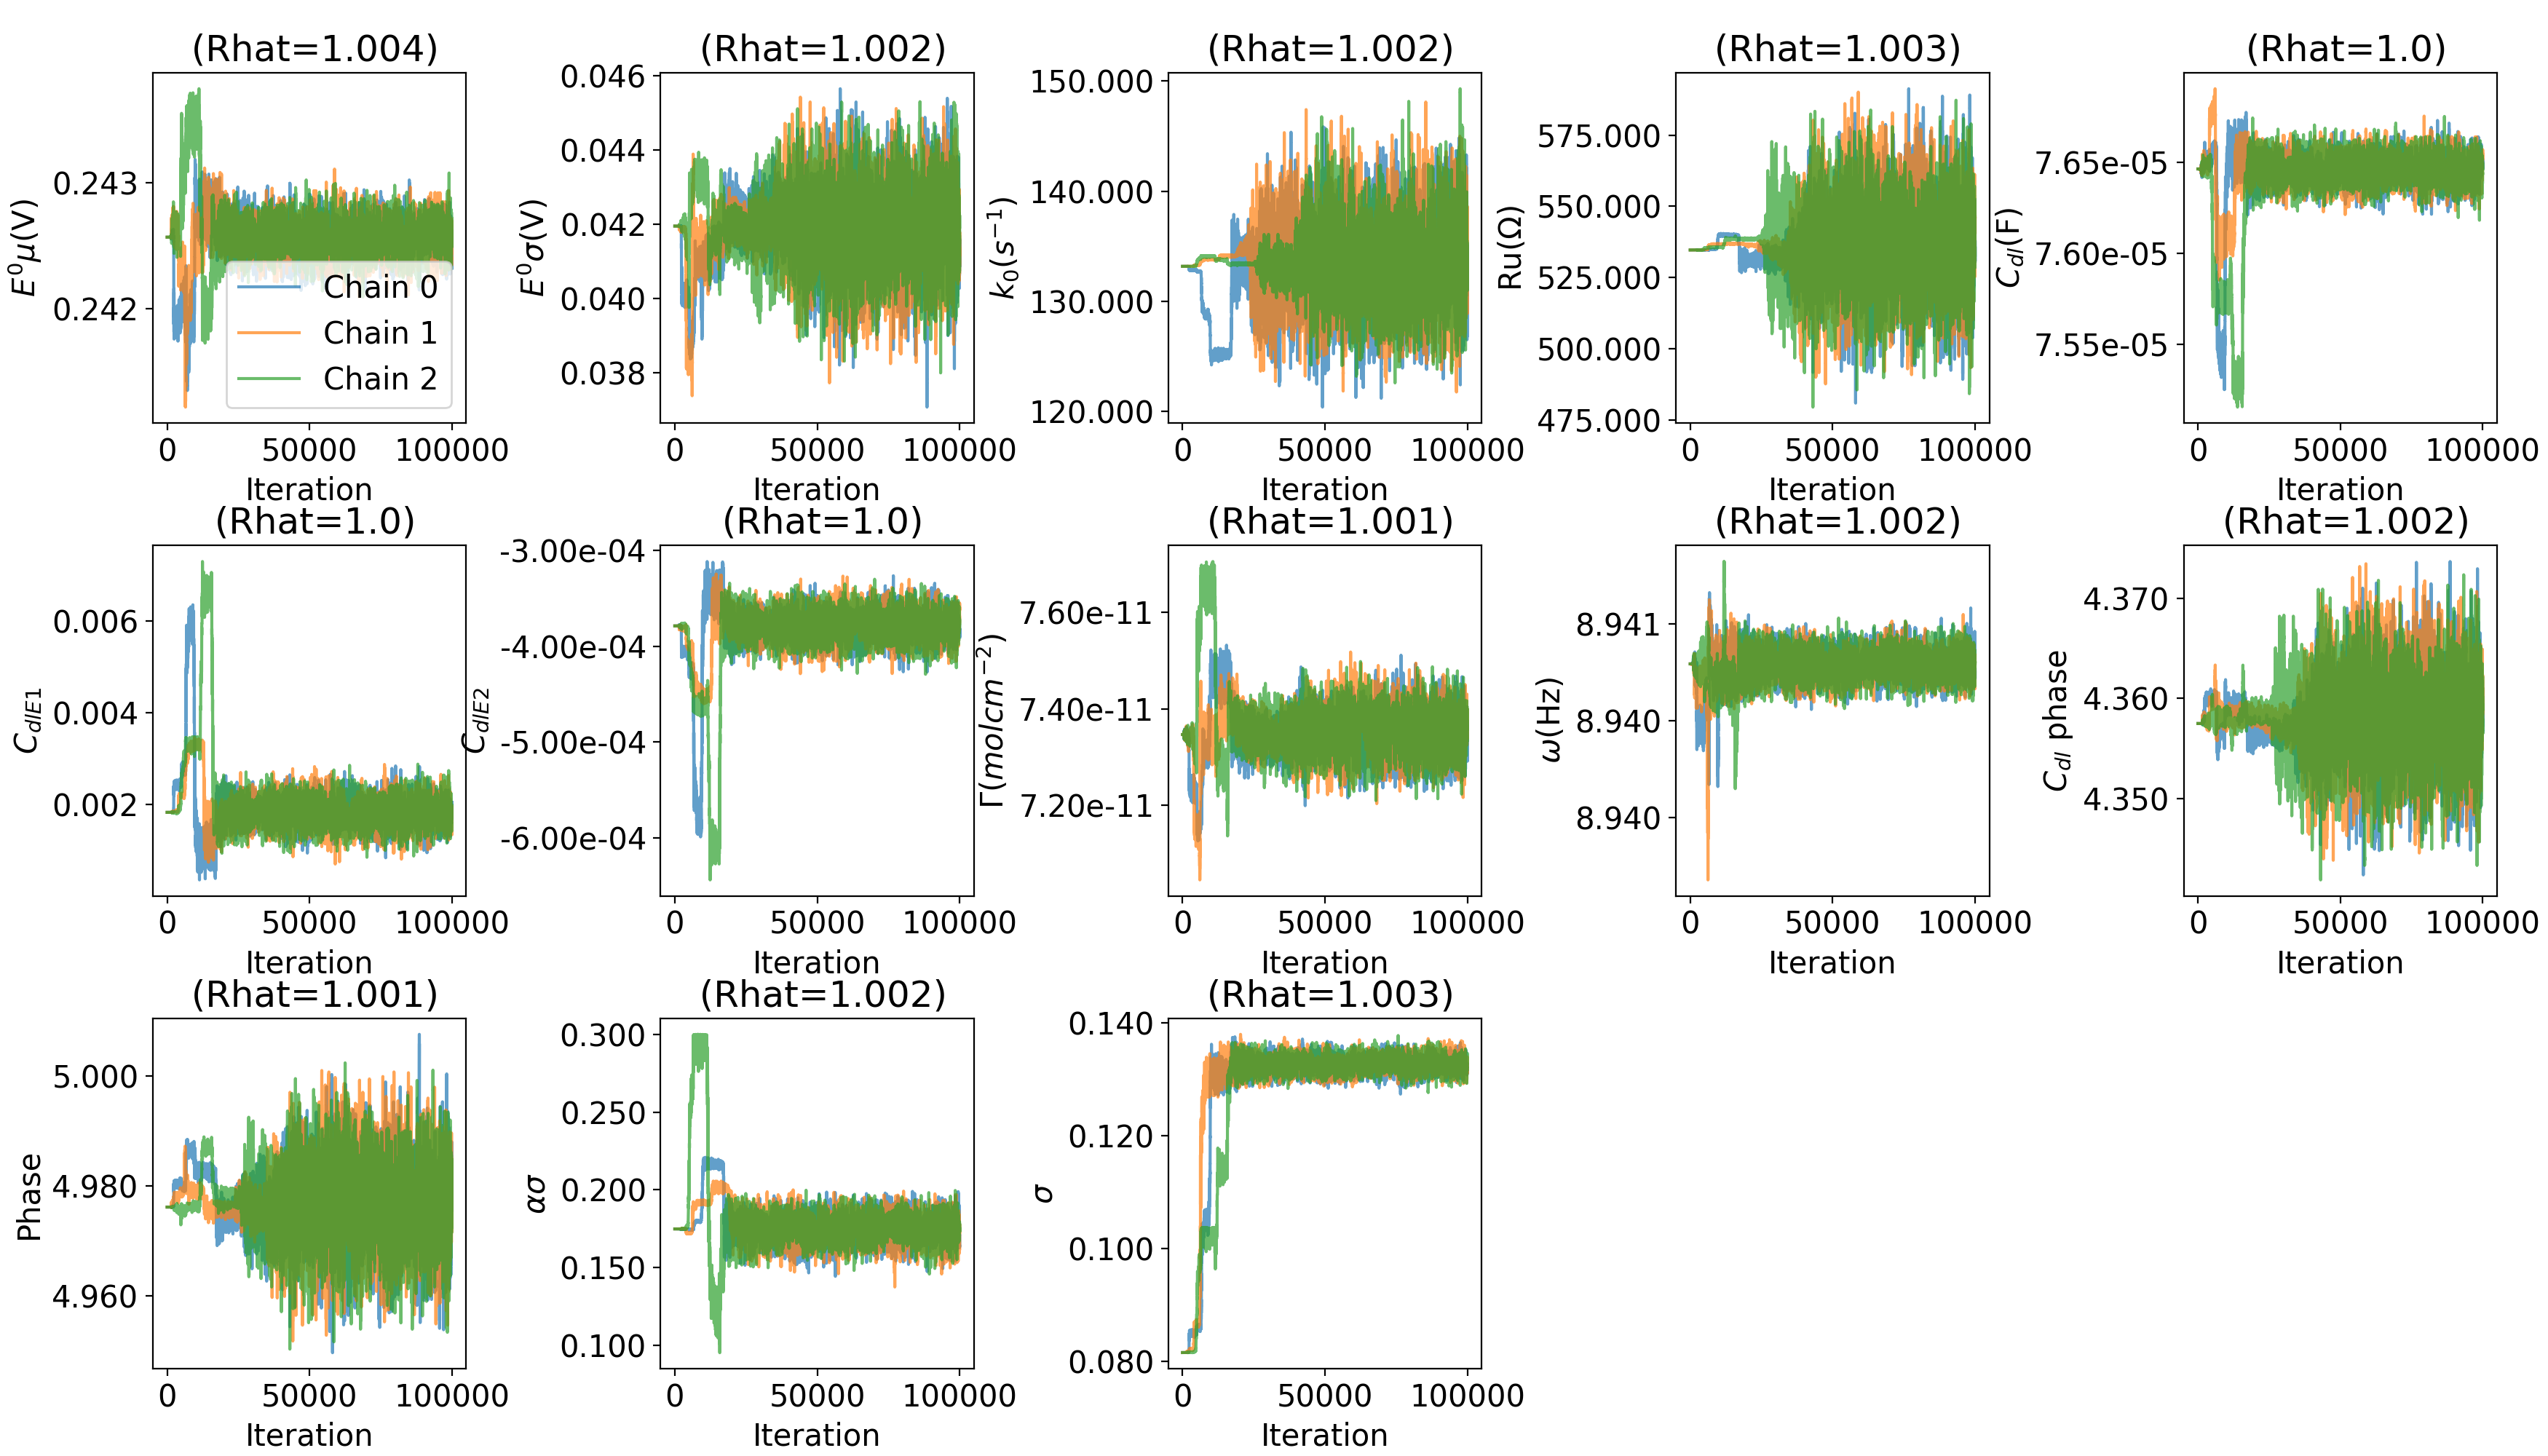 (Rhat=1.004) (Rhat=1.002) (Rhat=1.002) (Rhat=1.003) (Rhat=1.0)
E⁰μ(V)
0.243
0.242
Chain 0
Chain 1
Chain 2
0 50000 100000
Iteration
E⁰σ(V)
0.046
0.044
0.042
0.040
0.038
0 50000 100000
Iteration
k₀(s⁻¹)
150.000
140.000
130.000
120.000
0 50000 100000
Iteration
Ru(Ω)
575.000
550.000
525.000
500.000
475.000
0 50000 100000
Iteration
C_dl(F)
7.65e-05
7.60e-05
7.55e-05
0 50000 100000
Iteration
(Rhat=1.0) (Rhat=1.0) (Rhat=1.001) (Rhat=1.002) (Rhat=1.002)
C_dlE1
0.006
0.004
0.002
0 50000 100000
Iteration
C_dlE2
-3.00e-04
-4.00e-04
-5.00e-04
-6.00e-04
0 50000 100000
Iteration
Γ(molcm⁻²)
7.60e-11
7.40e-11
7.20e-11
0 50000 100000
Iteration
ω(Hz)
8.941
8.940
8.940
0 50000 100000
Iteration
C_dl phase
4.370
4.360
4.350
0 50000 100000
Iteration
(Rhat=1.001) (Rhat=1.002) (Rhat=1.003)
Phase
5.000
4.980
4.960
0 50000 100000
Iteration
ασ
0.300
0.250
0.200
0.150
0.100
0 50000 100000
Iteration
σ
0.140
0.120
0.100
0.080
0 50000 100000
Iteration